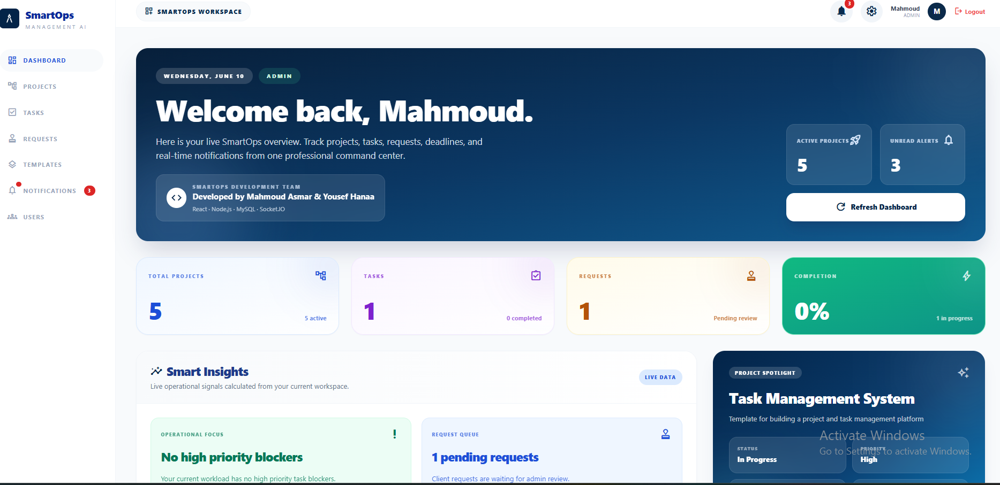 SmartOps
MANAGEMENT AI
SMARTOPS WORKSPACE
3
Mahmoud
ADMIN
M
Logout
DASHBOARD
PROJECTS
TASKS
REQUESTS
TEMPLATES
NOTIFICATIONS
3
USERS
WEDNESDAY, JUNE 10
ADMIN
Welcome back, Mahmoud.
Here is your live SmartOps overview. Track projects, tasks, requests, deadlines, and
real-time notifications from one professional command center.
SMARTOPS DEVELOPMENT TEAM
Developed by Mahmoud Asmar & Yousef Hanaa
React · Node.js · MySQL · Socket.IO
ACTIVE PROJECTS
5
UNREAD ALERTS
3
Refresh Dashboard
TOTAL PROJECTS
5
5 active
TASKS
1
0 completed
REQUESTS
1
Pending review
COMPLETION
0%
1 in progress
Smart Insights
Live operational signals calculated from your current workspace.
LIVE DATA
OPERATIONAL FOCUS
No high priority blockers
Your current workload has no high priority task blockers.
REQUEST QUEUE
1 pending requests
Client requests are waiting for admin review.
PROJECT SPOTLIGHT
Task Management System
Template for building a project and task management platform
STATUS
In Progress
PRIORITY
High
Activate Windows
Go to Settings to activate Windows.